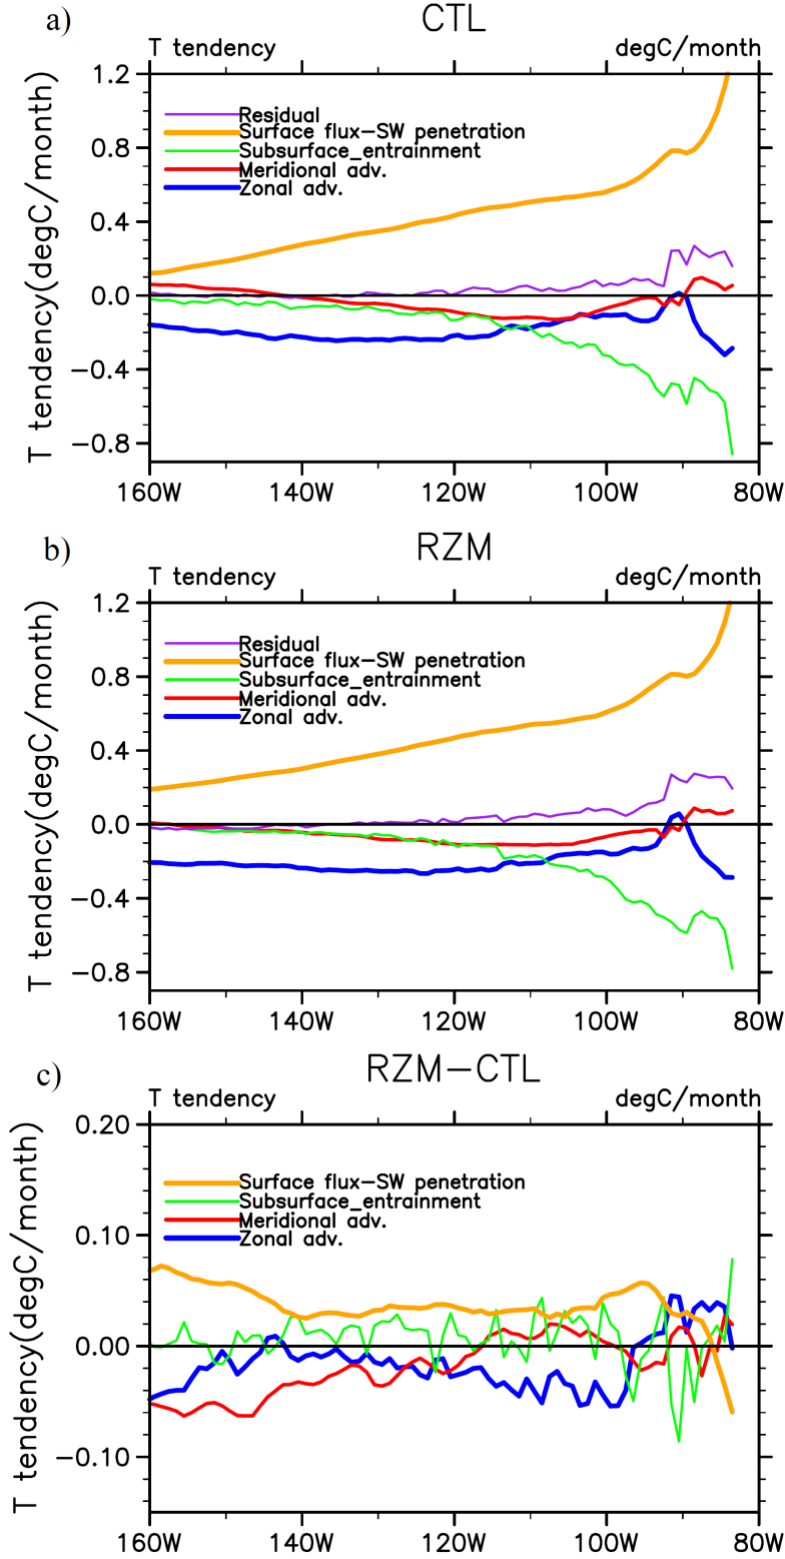 a)
CTL
T tendency degC/month
T tendency(degC/month)
1.2
0.8
0.4
0.0
−0.4
−0.8
Residual
Surface flux−SW penetration
Subsurface_entrainment
Meridional adv.
Zonal adv.
160W 140W 120W 100W 80W
b)
RZM
T tendency degC/month
T tendency(degC/month)
1.2
0.8
0.4
0.0
−0.4
−0.8
Residual
Surface flux−SW penetration
Subsurface_entrainment
Meridional adv.
Zonal adv.
160W 140W 120W 100W 80W
c)
RZM−CTL
T tendency degC/month
T tendency(degC/month)
0.20
0.10
0.00
−0.10
Surface flux−SW penetration
Subsurface_entrainment
Meridional adv.
Zonal adv.
160W 140W 120W 100W 80W